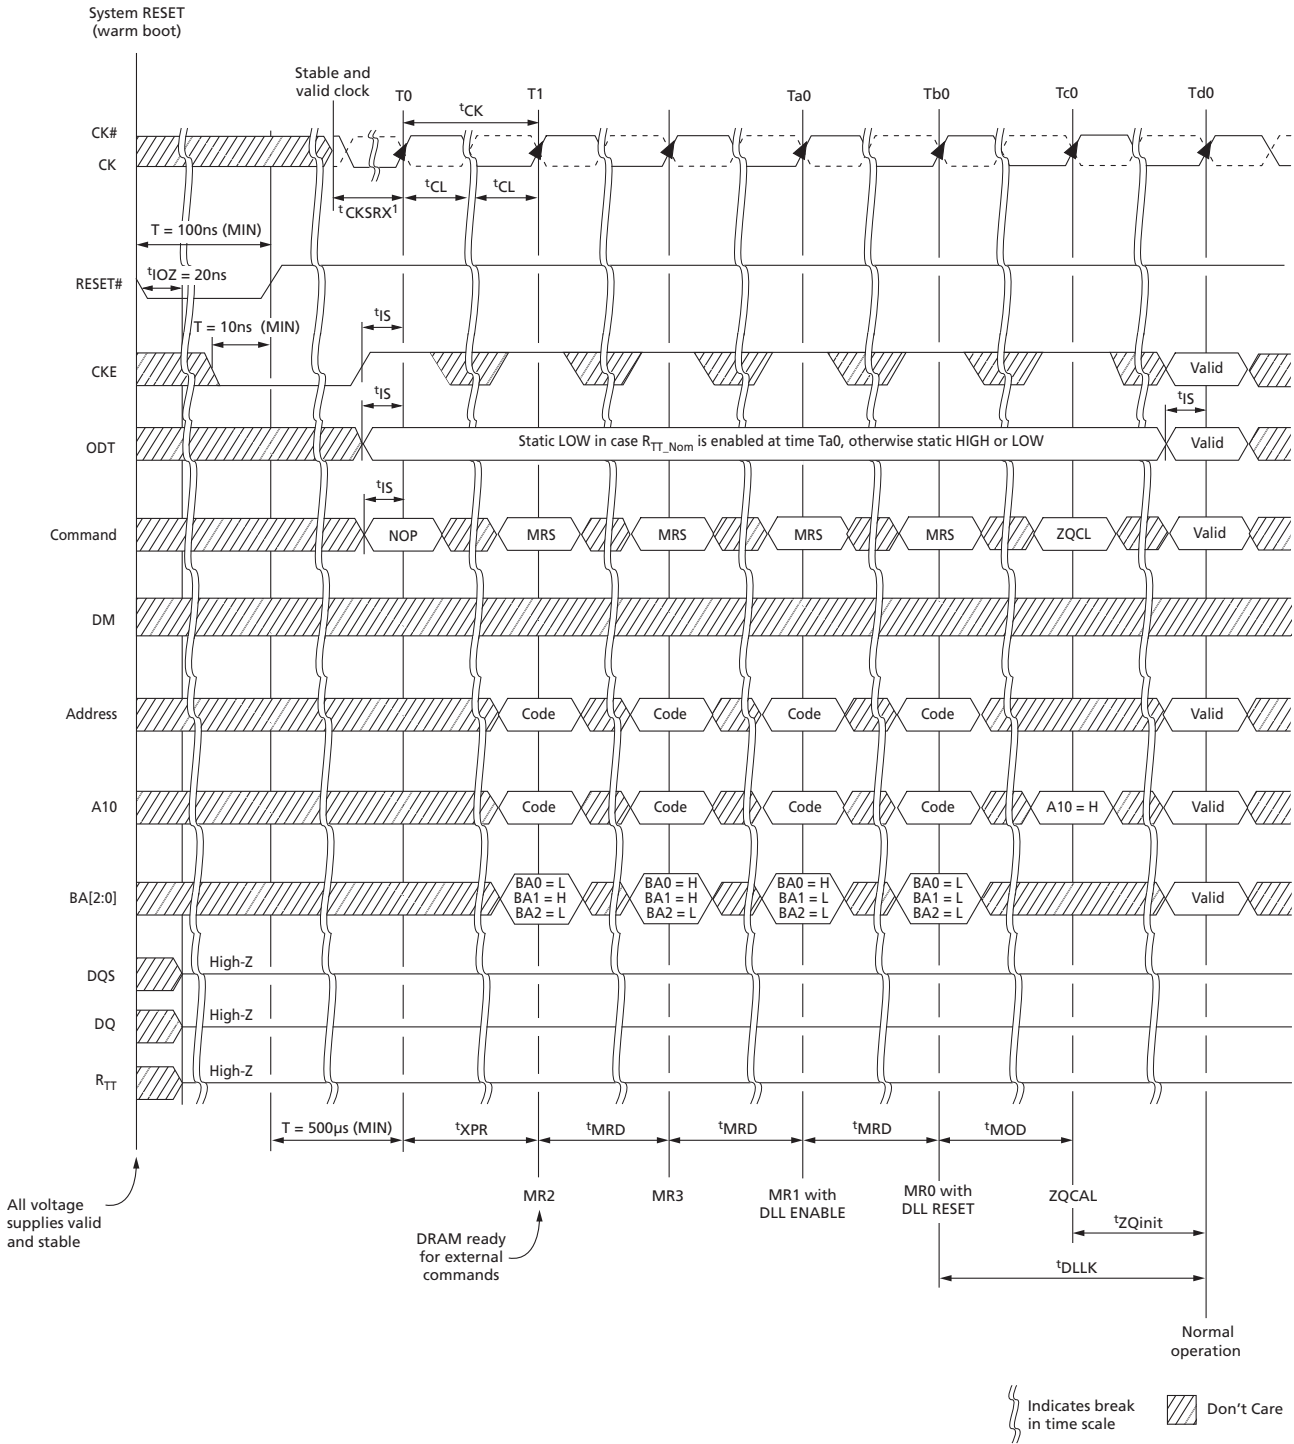 System RESET
(warm boot)
Stable and
valid clock
T0
T1
Ta0
Tb0
Tc0
Td0
tCK
CK#
CK
tCL
tCL
tCKSRX1
T = 100ns (MIN)
tIOZ = 20ns
RESET#
T = 10ns (MIN)
tIS
CKE
Valid
tIS
tIS
ODT
Static LOW in case RTT_Nom is enabled at time Ta0, otherwise static HIGH or LOW
Valid
tIS
Command
NOP
MRS
MRS
MRS
MRS
ZQCL
Valid
DM
Address
Code
Code
Code
Code
Valid
A10
Code
Code
Code
Code
A10 = H
Valid
BA[2:0]
BA0 = L
BA1 = H
BA2 = L
BA0 = H
BA1 = H
BA2 = L
BA0 = H
BA1 = L
BA2 = L
BA0 = L
BA1 = L
BA2 = L
Valid
DQS
High-Z
DQ
High-Z
RTT
High-Z
T = 500μs (MIN)
tXPR
tMRD
tMRD
tMRD
tMOD
All voltage
supplies valid
and stable
MR2
MR3
MR1 with
DLL ENABLE
MR0 with
DLL RESET
ZQCAL
tZQinit
DRAM ready
for external
commands
tDLLK
Normal
operation
Indicates break
in time scale
Don't Care